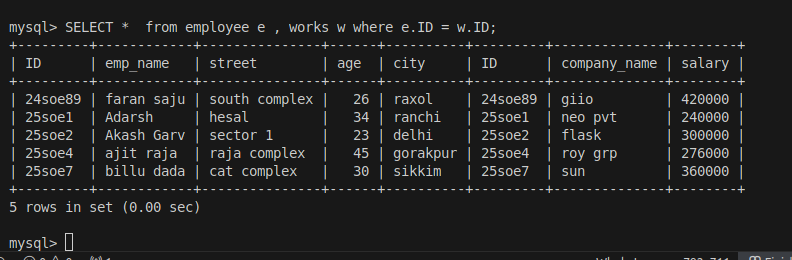 mysql> SELECT *  from employee e , works w where e.ID = w.ID;
+---------+------------+---------------+------+----------+---------+--------------+--------+
| ID      | emp_name   | street        | age  | city     | ID      | company_name | salary |
+---------+------------+---------------+------+----------+---------+--------------+--------+
| 24soe89 | faran saju | south complex |   26 | raxol    | 24soe89 | giio         | 420000 |
| 25soe1  | Adarsh     | hesal         |   34 | ranchi   | 25soe1  | neo pvt      | 240000 |
| 25soe2  | Akash Garv | sector 1      |   23 | delhi    | 25soe2  | flask        | 300000 |
| 25soe4  | ajit raja  | raja complex  |   45 | gorakpur | 25soe4  | roy grp      | 276000 |
| 25soe7  | billu dada | cat complex   |   30 | sikkim   | 25soe7  | sun          | 360000 |
+---------+------------+---------------+------+----------+---------+--------------+--------+
5 rows in set (0.00 sec)
mysql>